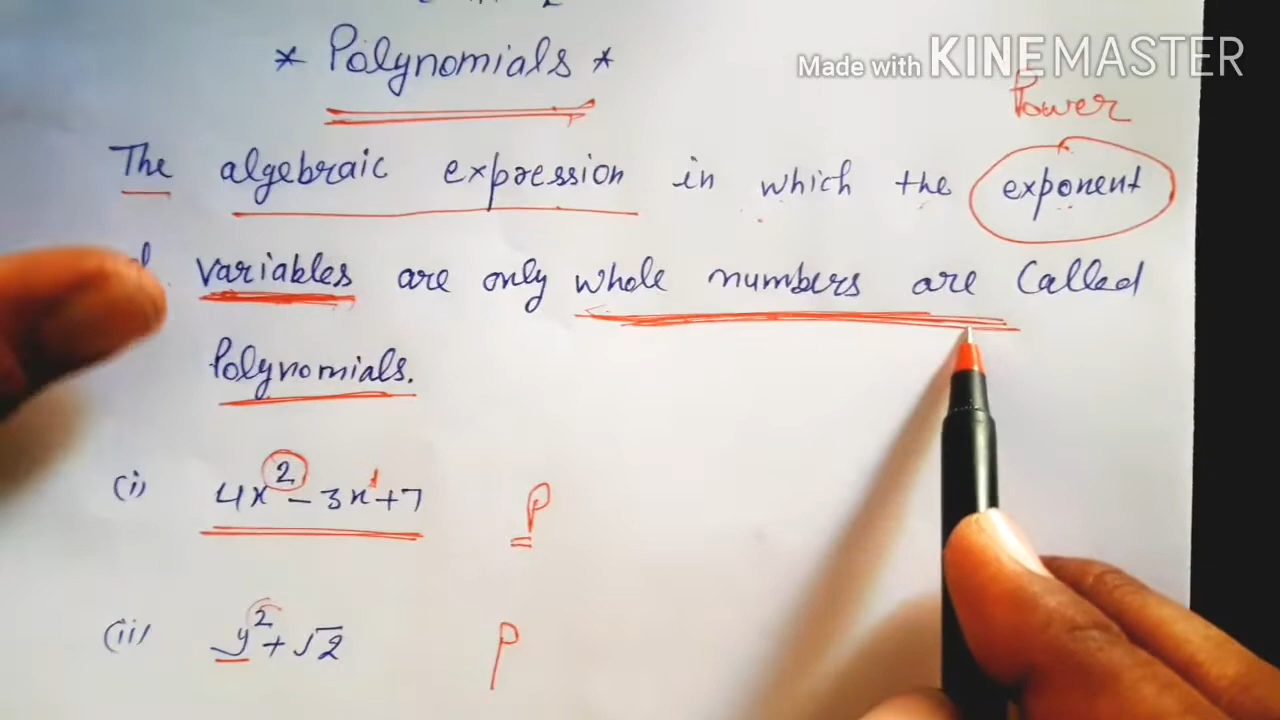 * Polynomials *
Made with KINEMASTER
Power
The algebraic expression in which the exponent
variables are only whole numbers are Called
Polynomials.
(i) 4x² - 3x¹ + 7 P
(ii) y² + √2 P